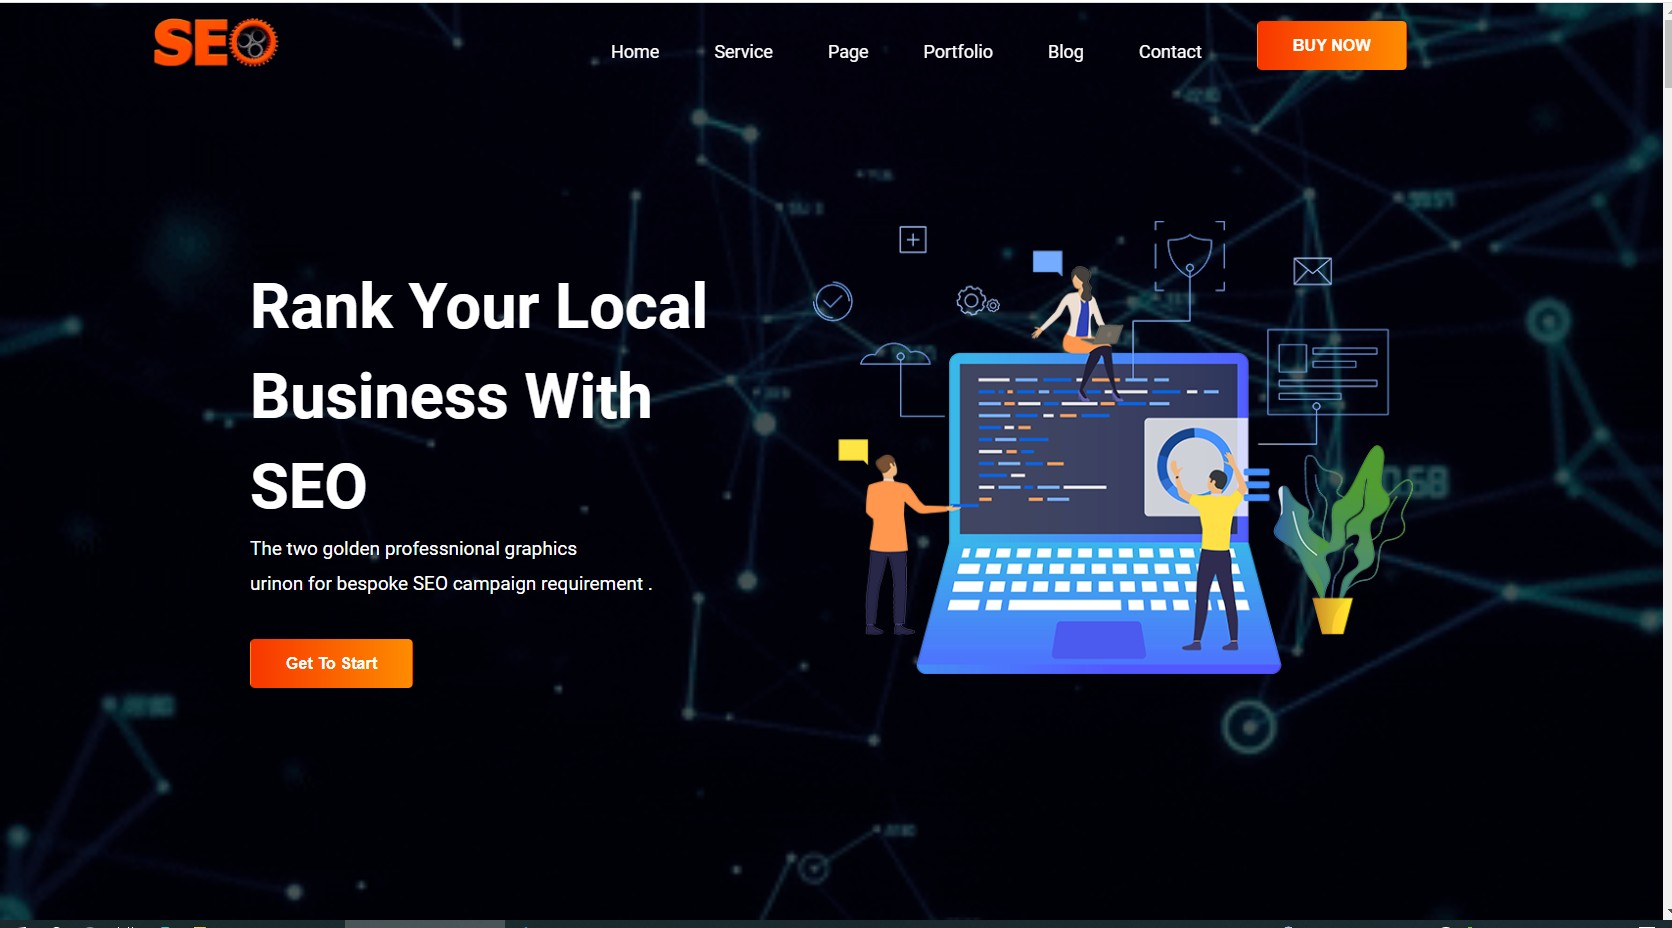 SEO
Home Service Page Portfolio Blog Contact BUY NOW
Rank Your Local
Business With
SEO
The two golden professnional graphics
urinon for bespoke SEO campaign requirement .
Get To Start